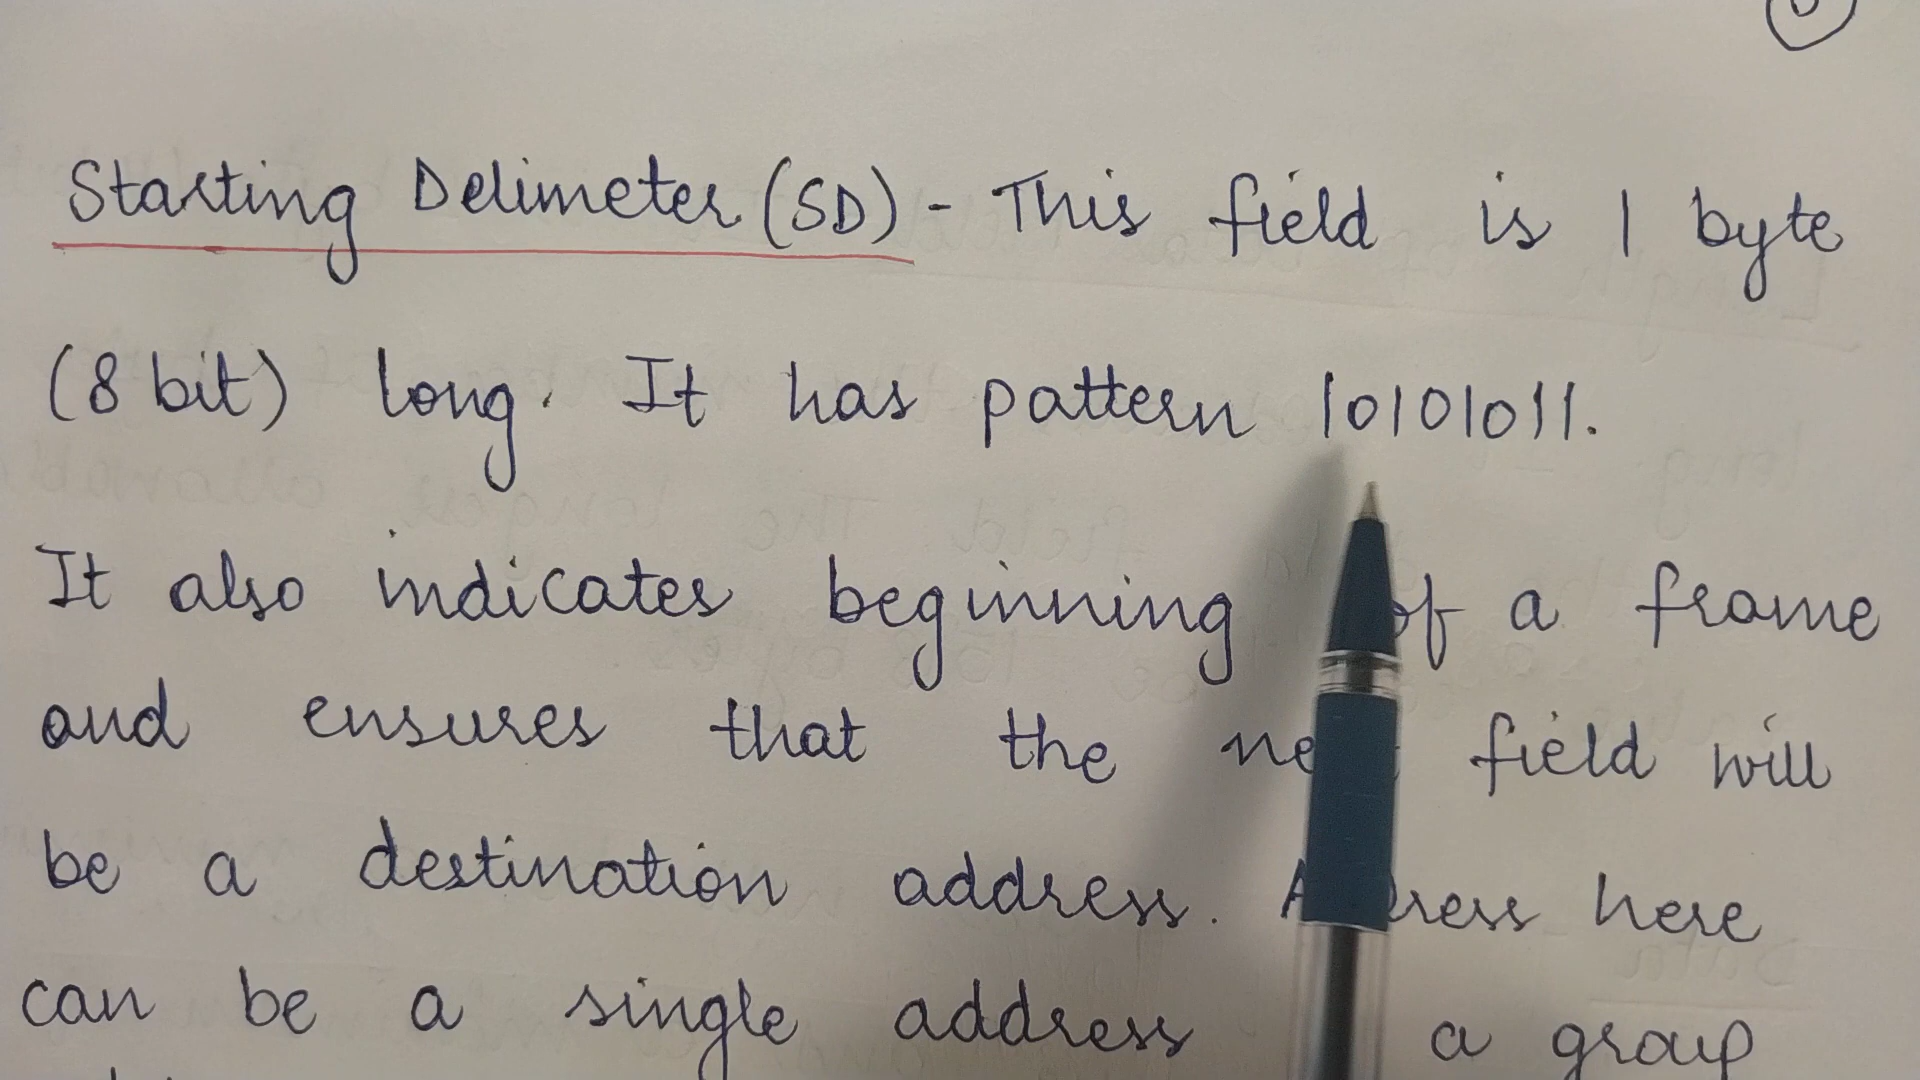 Starting Delimeter (SD) - This field is 1 byte
(8 bit) long. It has pattern 10101011.
It also indicates beginning of a frame
and ensures that the field will
be a destination address. here
can be a single address a group